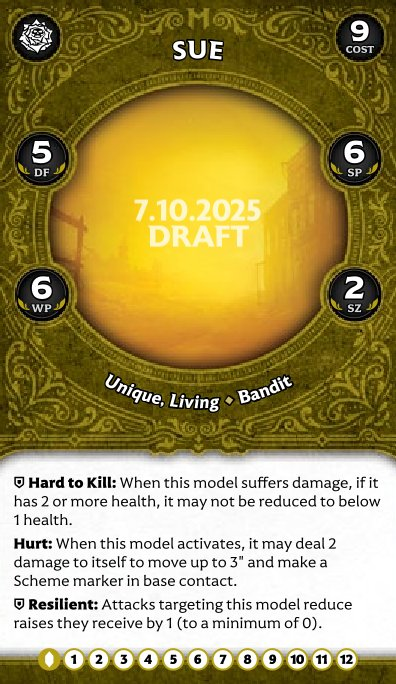 SUE
9
COST
5
DF
6
SP
7.10.2025
DRAFT
6
WP
2
SZ
Unique, Living ⬥ Bandit
Hard to Kill: When this model suffers damage, if it
has 2 or more health, it may not be reduced to below
1 health.
Hurt: When this model activates, it may deal 2
damage to itself to move up to 3" and make a
Scheme marker in base contact.
Resilient: Attacks targeting this model reduce
raises they receive by 1 (to a minimum of 0).
1 2 3 4 5 6 7 8 9 10 11 12